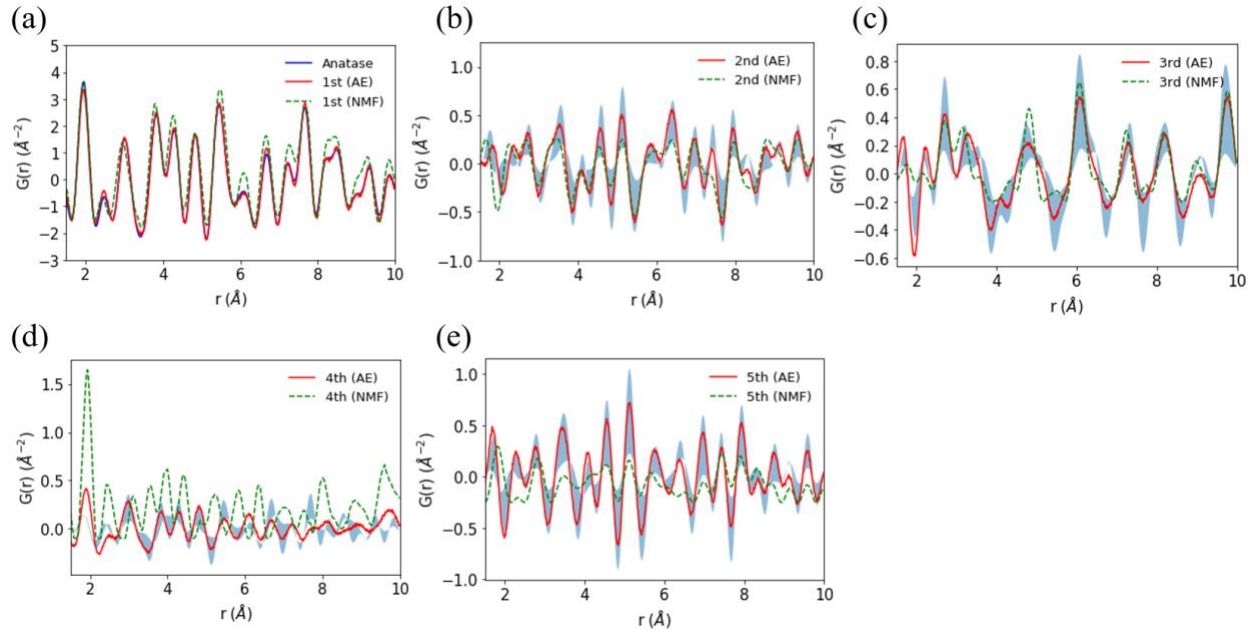 (a)
5
4
3
2
1
0
−1
−2
−3
G(r) (Å⁻²)
Anatase
1st (AE)
1st (NMF)
2 4 6 8 10
r (Å)
(b)
1.0
0.5
0.0
−0.5
−1.0
G(r) (Å⁻²)
2nd (AE)
2nd (NMF)
2 4 6 8 10
r (Å)
(c)
0.8
0.6
0.4
0.2
0.0
−0.2
−0.4
−0.6
G(r) (Å⁻²)
3rd (AE)
3rd (NMF)
2 4 6 8 10
r (Å)
(d)
1.5
1.0
0.5
0.0
G(r) (Å⁻²)
4th (AE)
4th (NMF)
2 4 6 8 10
r (Å)
(e)
1.0
0.5
0.0
−0.5
−1.0
G(r) (Å⁻²)
5th (AE)
5th (NMF)
2 4 6 8 10
r (Å)